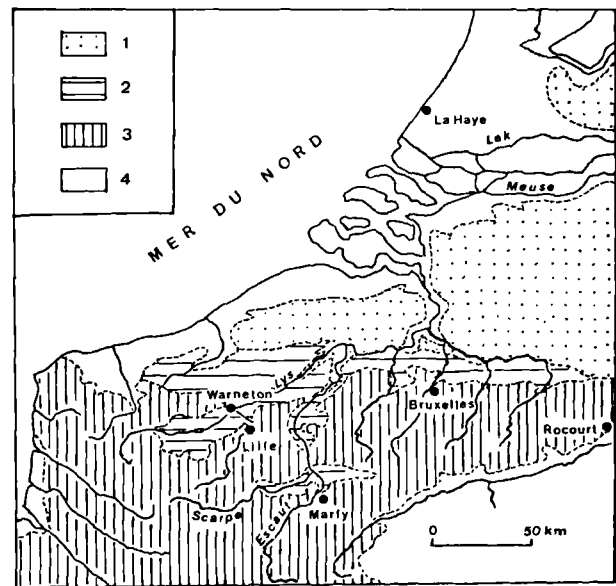 1
2
3
4
La Haye
Lek
Meuse
MER DU NORD
Lys
Warneton
Lille
Bruxelles
Rocourt
Scarpe
Escaut
Marly
0 50 km